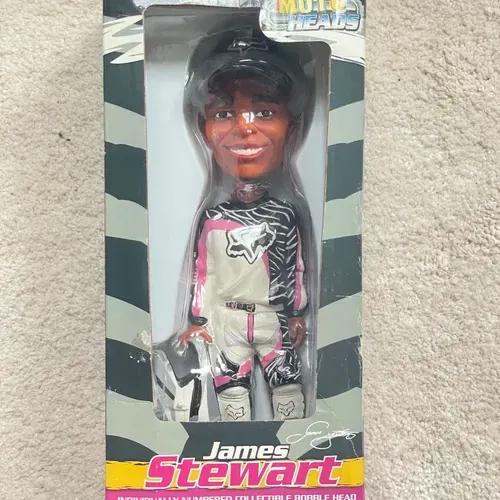 MOTO
HEADS
James
Stewart
INDIVIDUALLY NUMBERED COLLECTIBLE BOBBLE HEAD